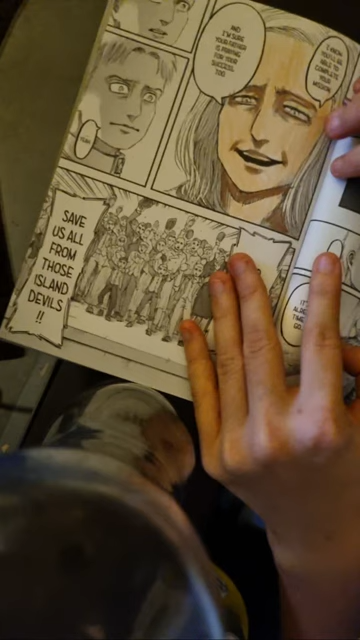 AND
I'M SURE
YOUR FATHER
IS PRAYING
FOR YOUR
SUCCESS,
TOO.
I KNOW
YOU'LL BE
ABLE TO
COMPLETE
YOUR
MISSION.
SAVE
US ALL
FROM
THOSE
ISLAND
DEVILS
!!